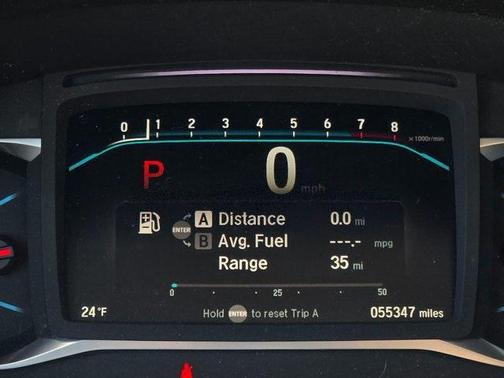 0 1 2 3 4 5 6 7 8 x1000r/min
P 0 mph
A Distance 0.0 mi
ENTER
B Avg. Fuel ---.- mpg
Range 35 mi
0 25 50
24°F Hold ENTER to reset Trip A 055347 miles